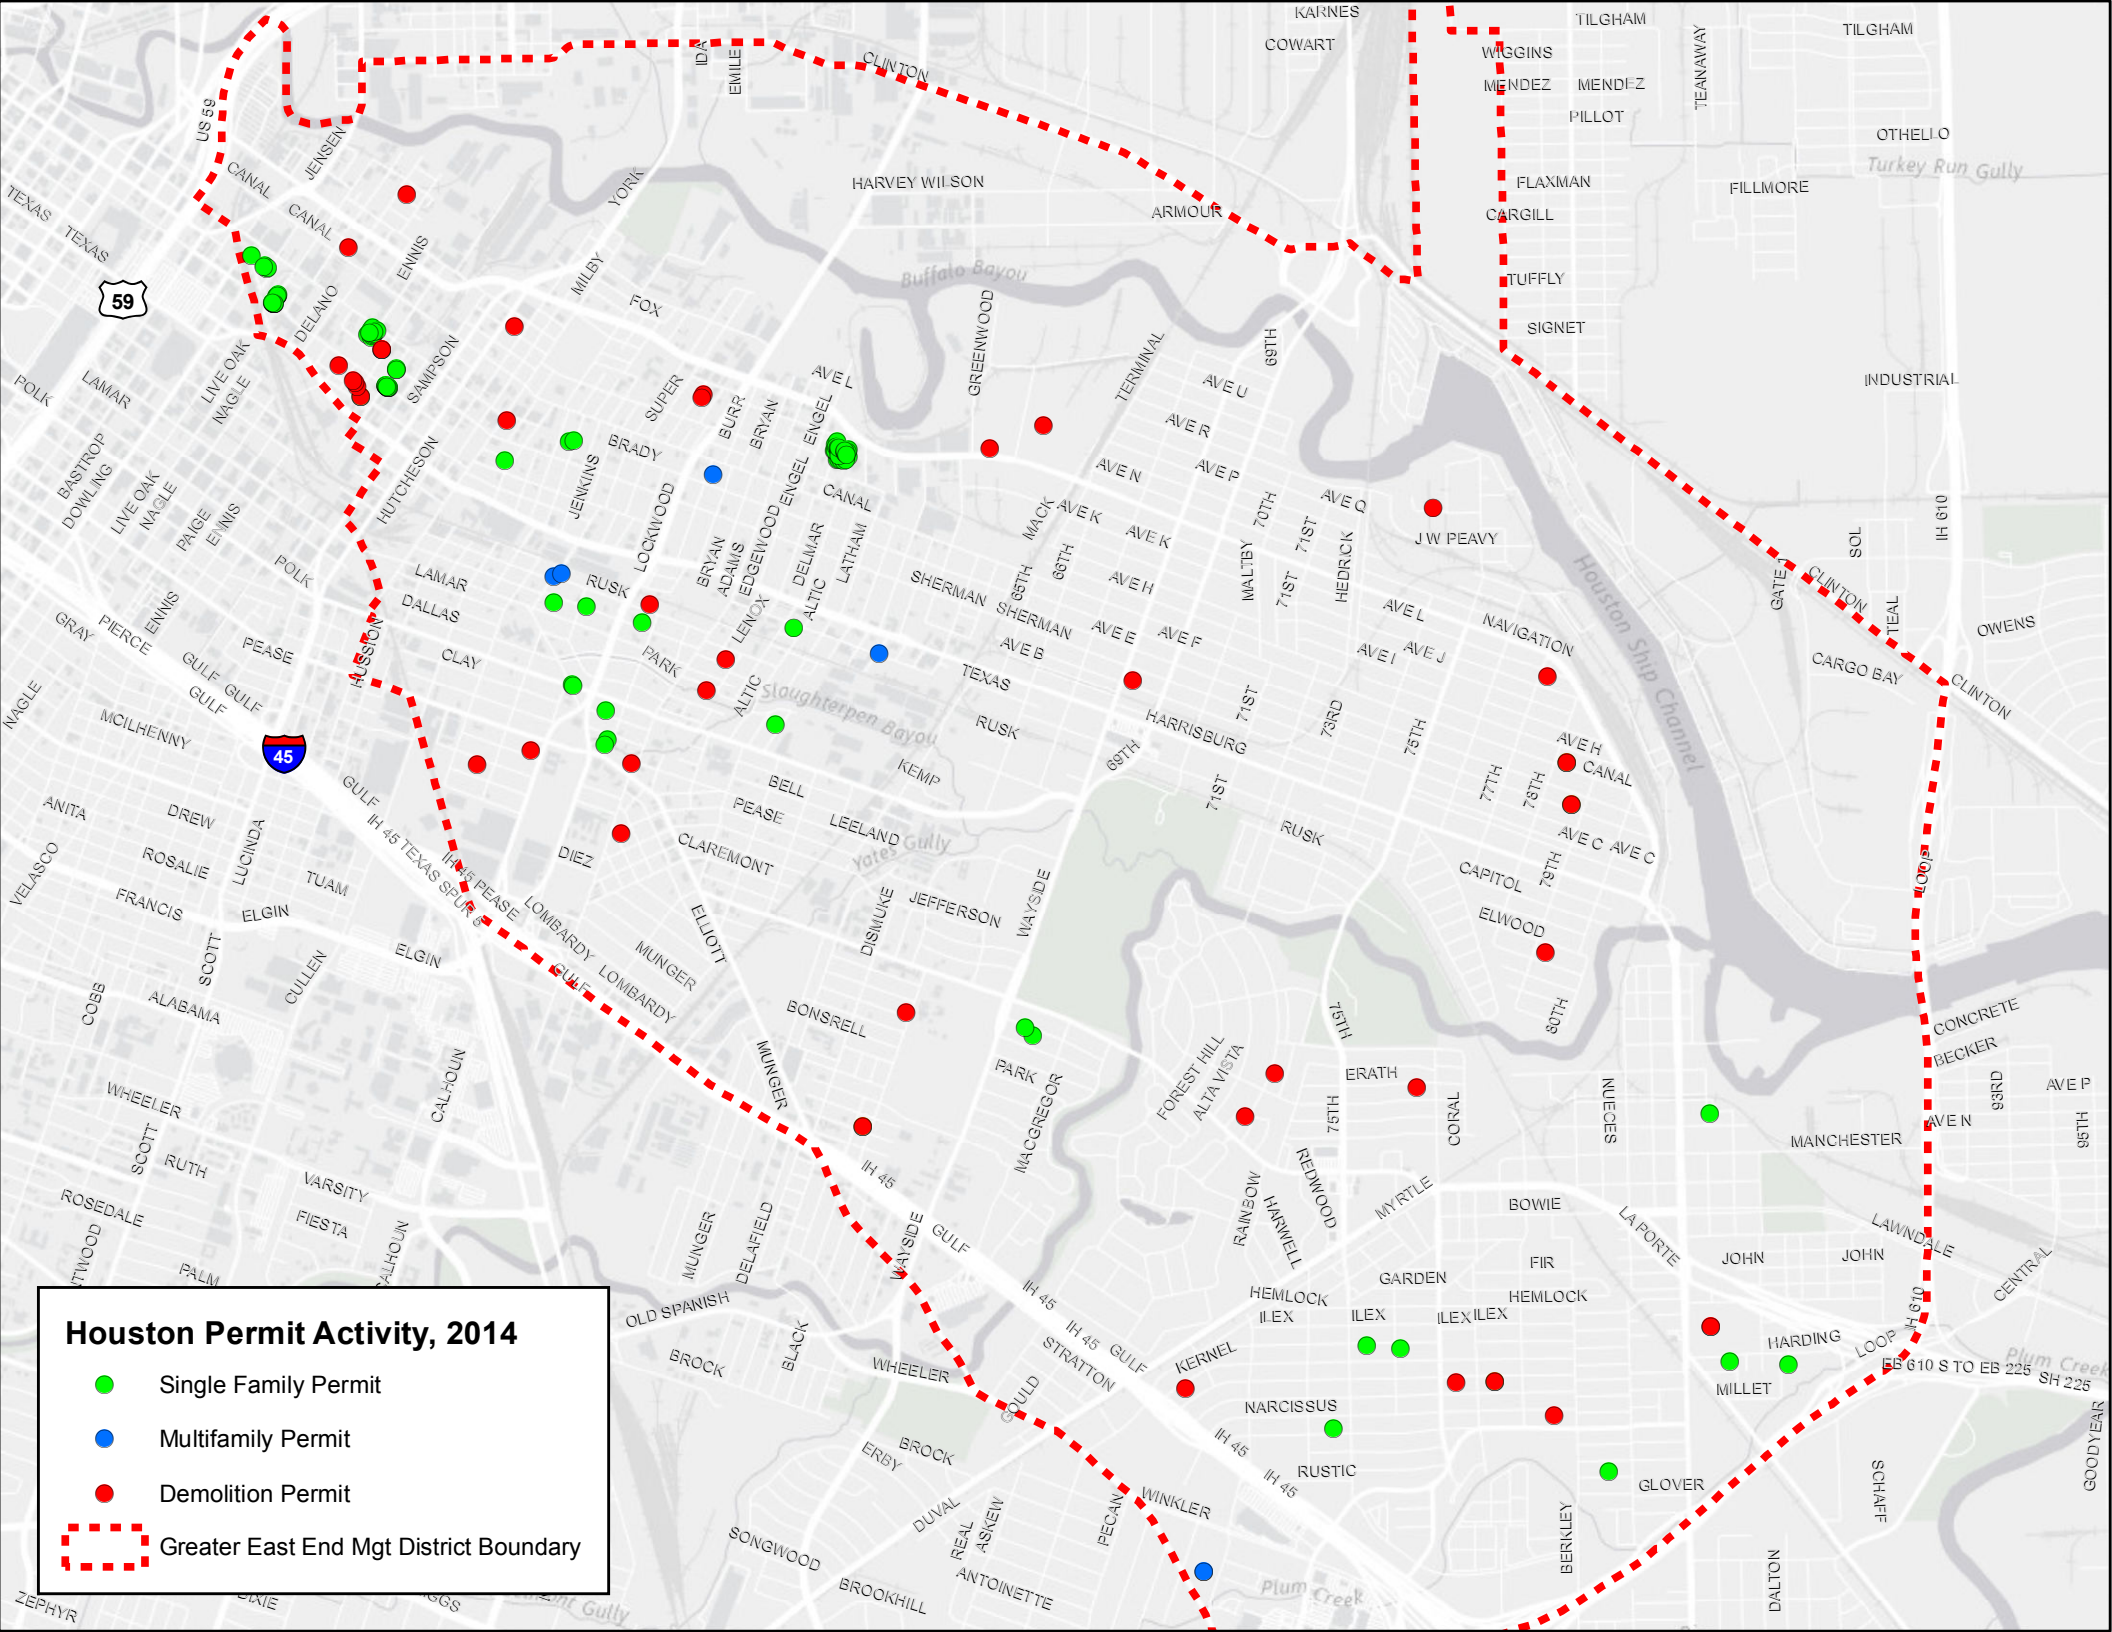 KARNES
TILGHAM
TILGHAM
COWART
WIGGINS
TEANAWAY
IDA
EMILE
CLINTON
MENDEZ
MENDEZ
PILLOT
US 59
JENSEN
OTHELLO
Turkey Run Gully
CANAL
YORK
HARVEY WILSON
FLAXMAN
FILLMORE
TEXAS
CANAL
ARMOUR
CARGILL
TEXAS
ENNIS
MILBY
Buffalo Bayou
TUFFLY
59
DELANO
FOX
GREENWOOD
SIGNET
69TH
TERMINAL
LIVE OAK
NAGLE
SAMPSON
POLK
LAMAR
SUPER
AVE L
AVE U
INDUSTRIAL
BURR
BRYAN
ENGEL
AVE R
BASTROP
DOWLING
HUTCHESON
BRADY
AVE N
AVE P
LIVE OAK
NAGLE
JENKINS
LOCKWOOD
ENGEL
CANAL
AVE Q
PAIGE
ENNIS
EDGEWOOD
MACK
AVE K
AVE K
70TH
71ST
J W PEAVY
SOL
IH 610
POLK
LAMAR
RUSK
BRYAN
ADAMS
DELMAR
LATHAM
SHERMAN
65TH
66TH
AVE H
MALTBY
71ST
HEDRICK
Houston Ship Channel
GATE 1
CLINTON
DALLAS
ALTIC
LENOX
SHERMAN
AVE E
AVE F
AVE L
NAVIGATION
TEAL
OWENS
GRAY
PIERCE
ENNIS
PEASE
HUSSION
CLAY
PARK
AVE B
AVE I
AVE J
CARGO BAY
CLINTON
GULF
GULF
GULF
ALTIC
Slaughterpen Bayou
TEXAS
71ST
73RD
75TH
NAGLE
MCILHENNY
RUSK
HARRISBURG
AVE H
45
69TH
KEMP
CANAL
GULF
BELL
71ST
77TH
78TH
ANITA
DREW
PEASE
LEELAND
RUSK
AVE C
AVE C
VELASCO
ROSALIE
LUCINDA
IH 45 TEXAS SPUR 5
IH 45 PEASE
DIEZ
CLAREMONT
Yates Gully
CAPITOL
79TH
LOOP
TUAM
FRANCIS
ELGIN
LOMBARDY
ELLIOTT
DISMUKE
JEFFERSON
WAYSIDE
ELWOOD
SCOTT
CULLEN
ELGIN
GULF
LOMBARDY
MUNGER
COBB
ALABAMA
BONSRELL
75TH
80TH
CONCRETE
BECKER
CALHOUN
MUNGER
PARK
MACGREGOR
FOREST HILL
ALTA VISTA
ERATH
75TH
CORAL
NUECES
93RD
AVE P
WHEELER
AVE N
95TH
SCOTT
RUTH
MANCHESTER
VARSITY
IH 45
RAINBOW
HARWELL
REDWOOD
MYRTLE
BOWIE
LA PORTE
ROSEDALE
FIESTA
CALHOUN
MUNGER
DELAFIELD
WAYSIDE
GULF
LAWNDALE
JOHN
JOHN
CENTRAL
TWOOD
PALM
FIR
GARDEN
HEMLOCK
HEMLOCK
ILEX
ILEX
ILEX
ILEX
OLD SPANISH
IH 45
IH 45
GULF
STRATTON
KERNEL
HARDING
LOOP
IH 610
Plum Creek
EB 610 S TO EB 225
SH 225
BROCK
BLACK
WHEELER
GOULD
MILLET
NARCISSUS
GOODYEAR
ERBY
BROCK
IH 45
IH 45
RUSTIC
GLOVER
SCHAFF
DUVAL
REAL
ASKEW
PECAN
WINKLER
BERKLEY
DALTON
SONGWOOD
BROOKHILL
ANTOINETTE
Plum Creek
ZEPHYR
DIXIE
GGS
ont Gully
Houston Permit Activity, 2014
Single Family Permit
Multifamily Permit
Demolition Permit
Greater East End Mgt District Boundary